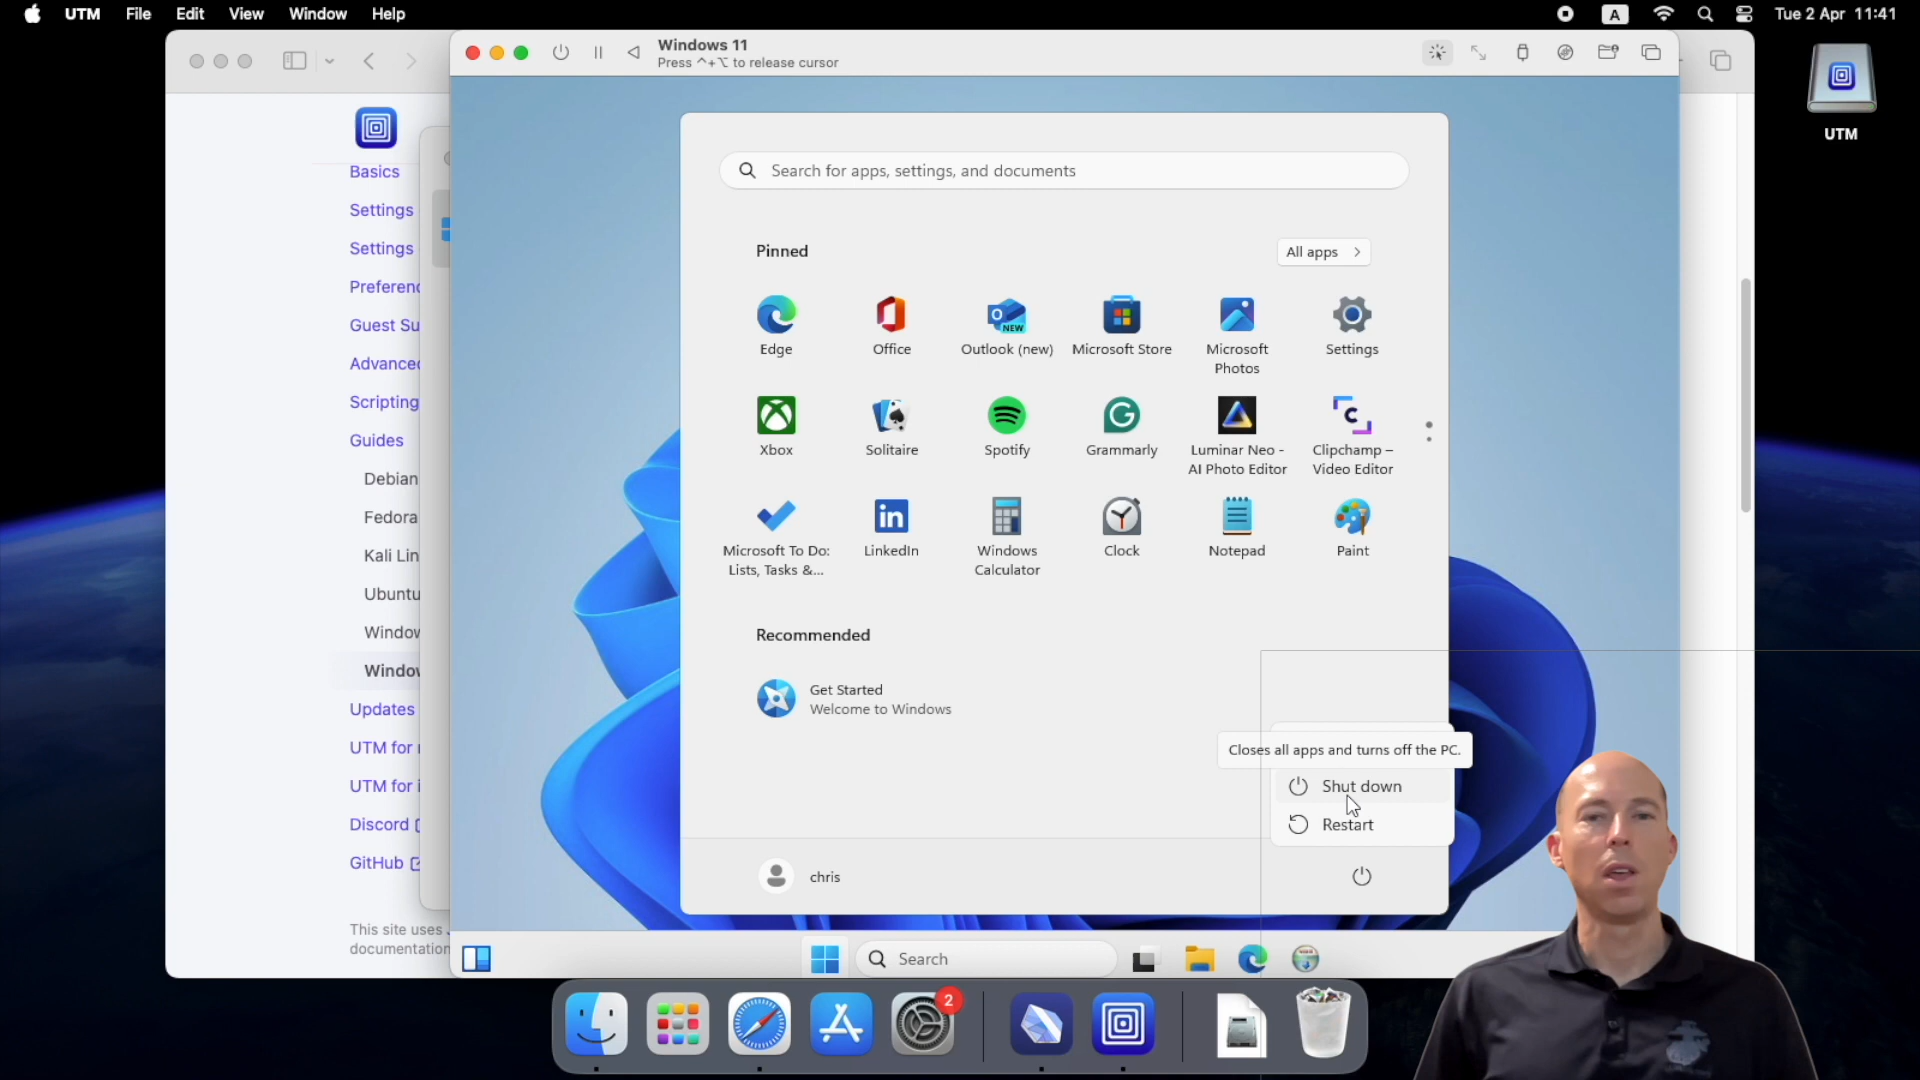 UTM File Edit View Window Help
A
Tue 2 Apr 11:41
Windows 11
Press ^+⌥ to release cursor
UTM
Basics
Settings
Settings
Preferenc
Guest Su
Advanced
Scripting
Guides
Debian
Fedora
Kali Lin
Ubuntu
Window
Window
Updates
UTM for
UTM for i
Discord
GitHub
This site uses
documentation
Search for apps, settings, and documents
Pinned
All apps >
Edge
Office
NEW
Outlook (new)
Microsoft Store
Microsoft
Photos
Settings
Xbox
Solitaire
Spotify
Grammarly
Luminar Neo -
AI Photo Editor
Clipchamp –
Video Editor
Microsoft To Do:
Lists, Tasks &...
in
LinkedIn
Windows
Calculator
Clock
Notepad
Paint
Recommended
Get Started
Welcome to Windows
Closes all apps and turns off the PC.
Shut down
Restart
chris
Search
2